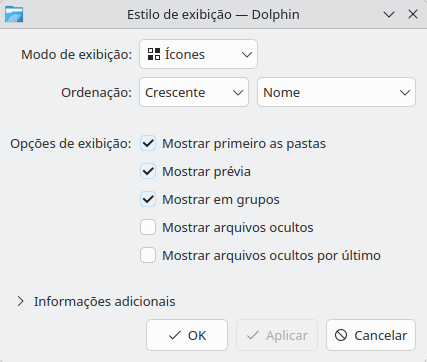 Estilo de exibição — Dolphin
Modo de exibição: Ícones
Ordenação: Crescente Nome
Opções de exibição: Mostrar primeiro as pastas
Mostrar prévia
Mostrar em grupos
Mostrar arquivos ocultos
Mostrar arquivos ocultos por último
Informações adicionais
OK Aplicar Cancelar